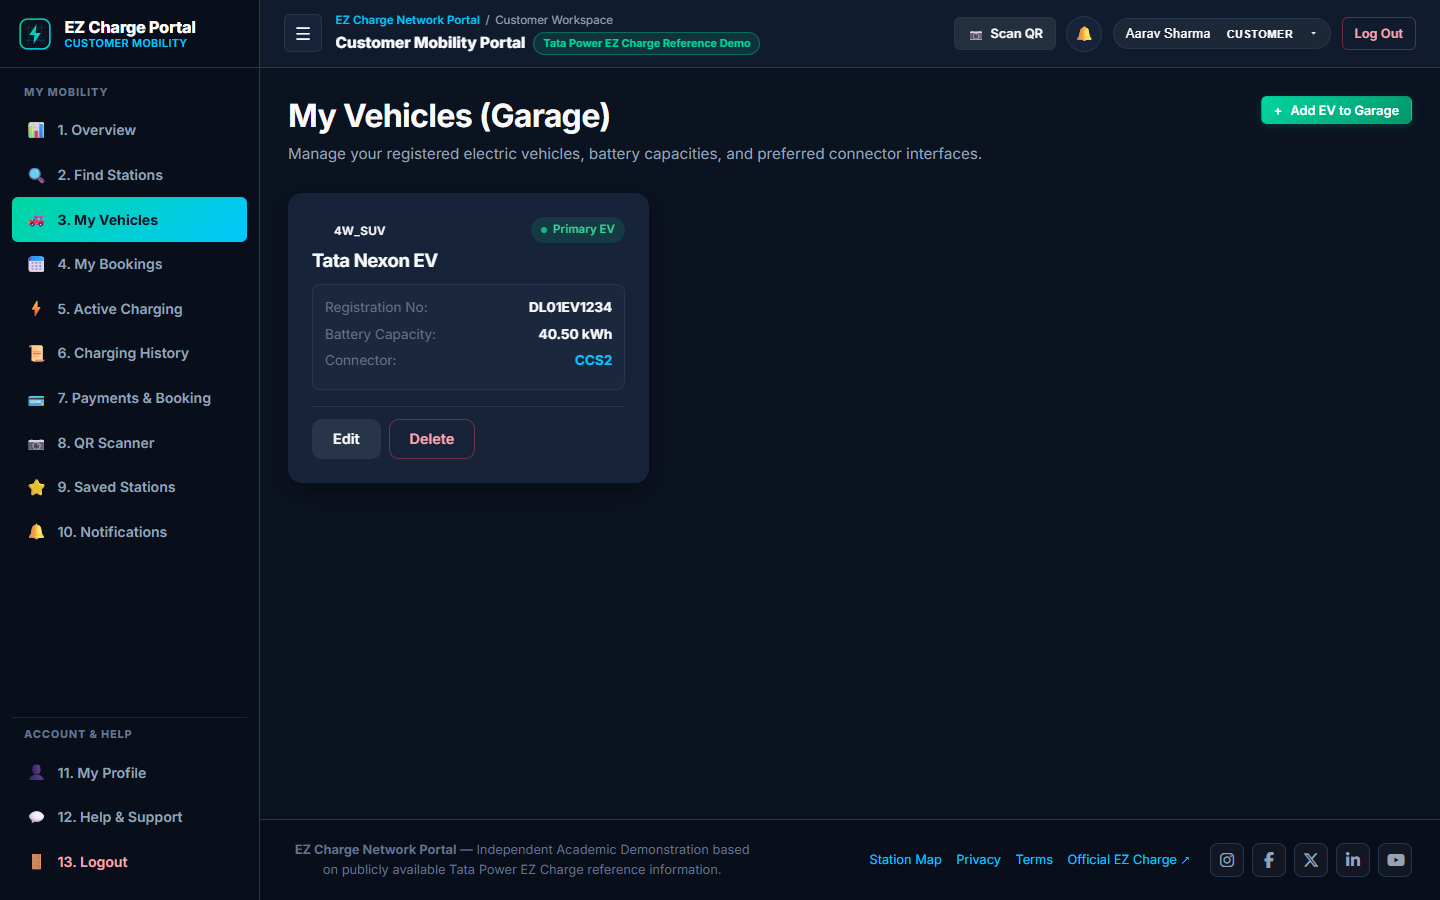 EZ Charge Portal
CUSTOMER MOBILITY
MY MOBILITY
1. Overview
2. Find Stations
3. My Vehicles
4. My Bookings
5. Active Charging
6. Charging History
7. Payments & Booking
8. QR Scanner
9. Saved Stations
10. Notifications
ACCOUNT & HELP
11. My Profile
12. Help & Support
13. Logout
EZ Charge Network Portal / Customer Workspace
Customer Mobility Portal Tata Power EZ Charge Reference Demo
Scan QR
Aarav Sharma CUSTOMER
Log Out
My Vehicles (Garage)
+ Add EV to Garage
Manage your registered electric vehicles, battery capacities, and preferred connector interfaces.
4W_SUV
Primary EV
Tata Nexon EV
Registration No: DL01EV1234
Battery Capacity: 40.50 kWh
Connector: CCS2
Edit
Delete
EZ Charge Network Portal — Independent Academic Demonstration based
on publicly available Tata Power EZ Charge reference information.
Station Map Privacy Terms Official EZ Charge ↗